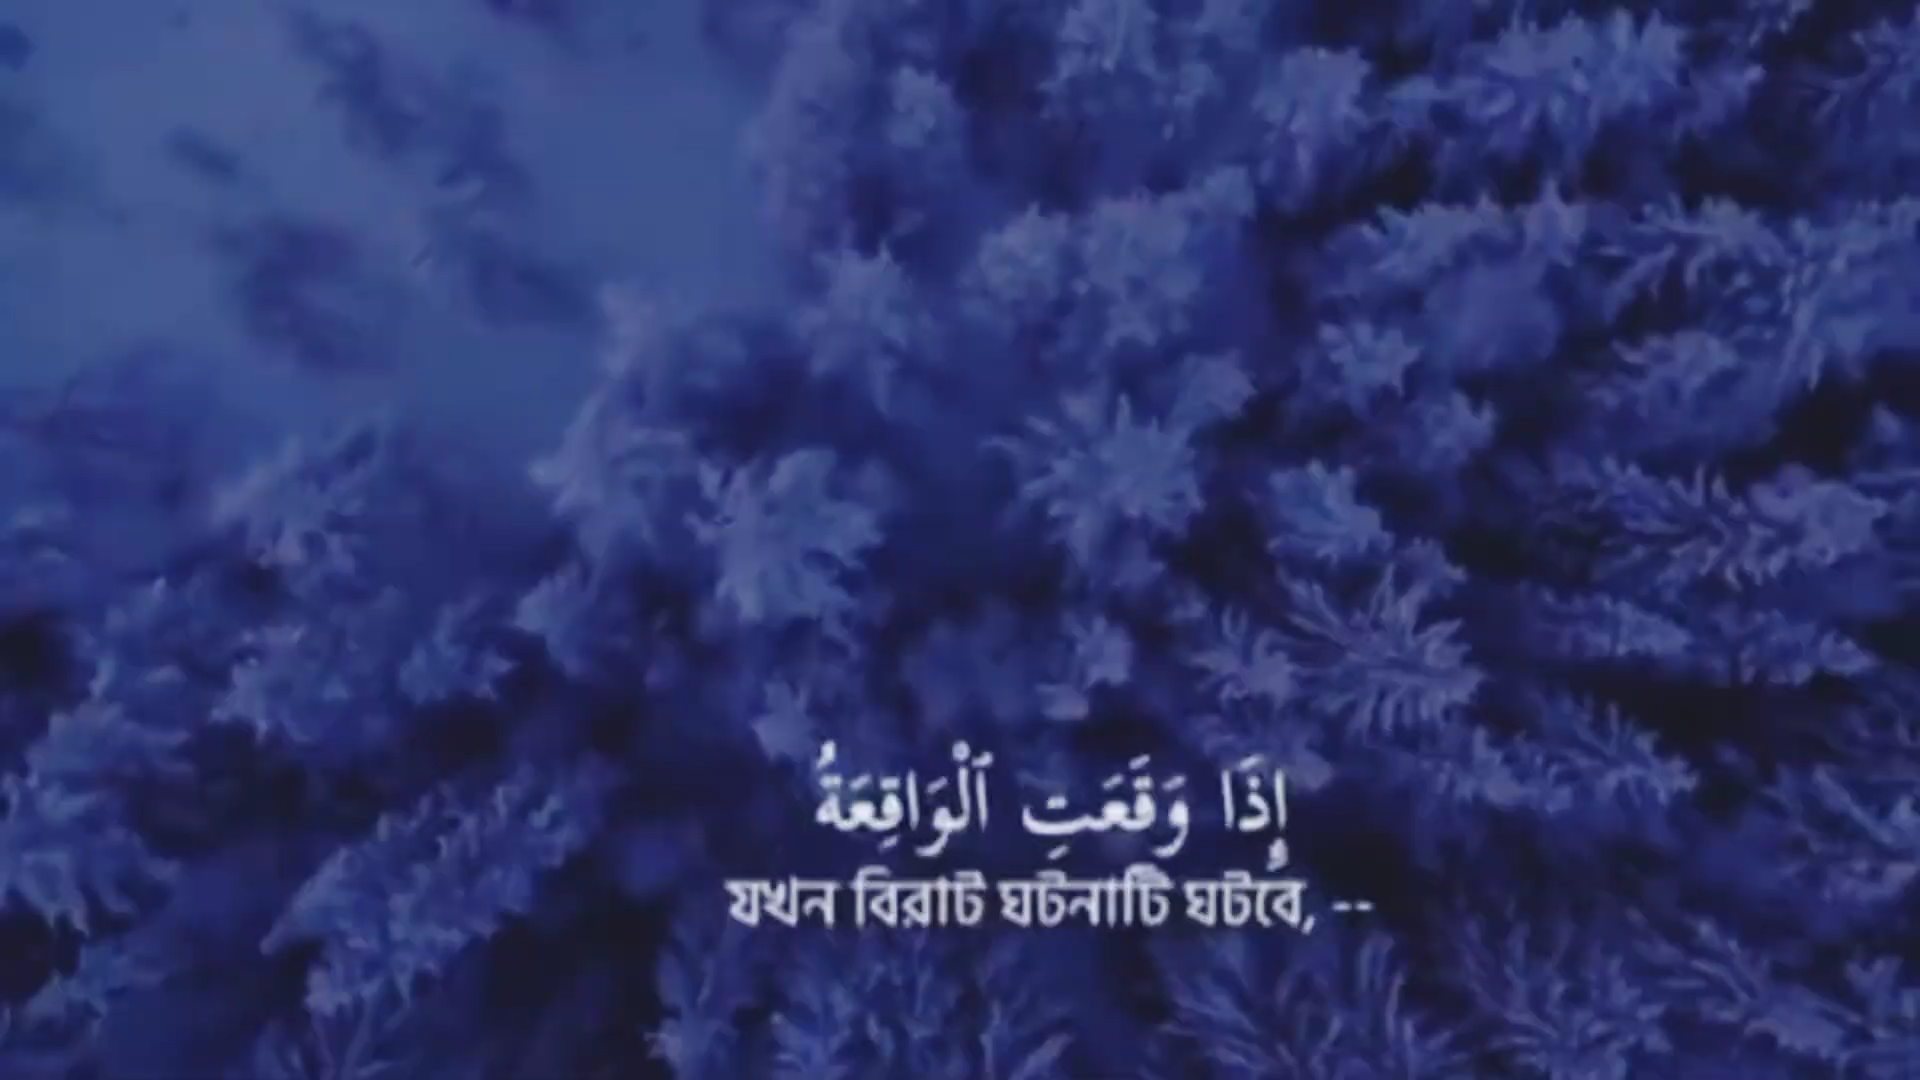 إِذَا وَقَعَتِ ٱلْوَاقِعَةُ
যখন বিরাট ঘটনাটি ঘটবে, --